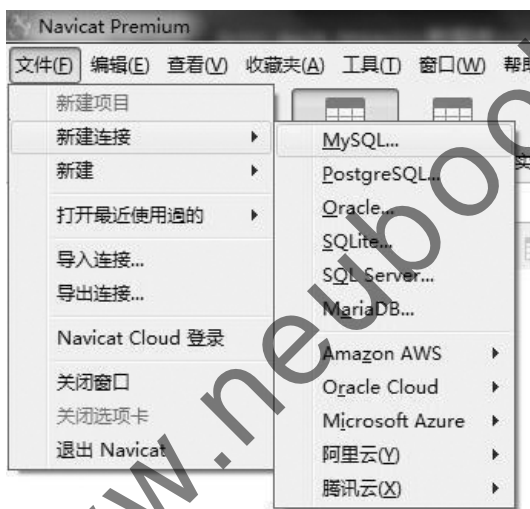 Navicat Premium
文件(F) 编辑(E) 查看(V) 收藏夹(A) 工具(T) 窗口(W)
新建项目
新建连接
新建
打开最近使用過的
导入连接...
导出连接...
Navicat Cloud 登录
关闭窗口
关闭选项卡
退出 Navicat
MySQL...
PostgreSQL...
Oracle...
SQLite...
SQL Server...
MariaDB...
Amazon AWS
Oracle Cloud
Microsoft Azure
阿里云(Y)
腾讯云(X)
www.neuboo